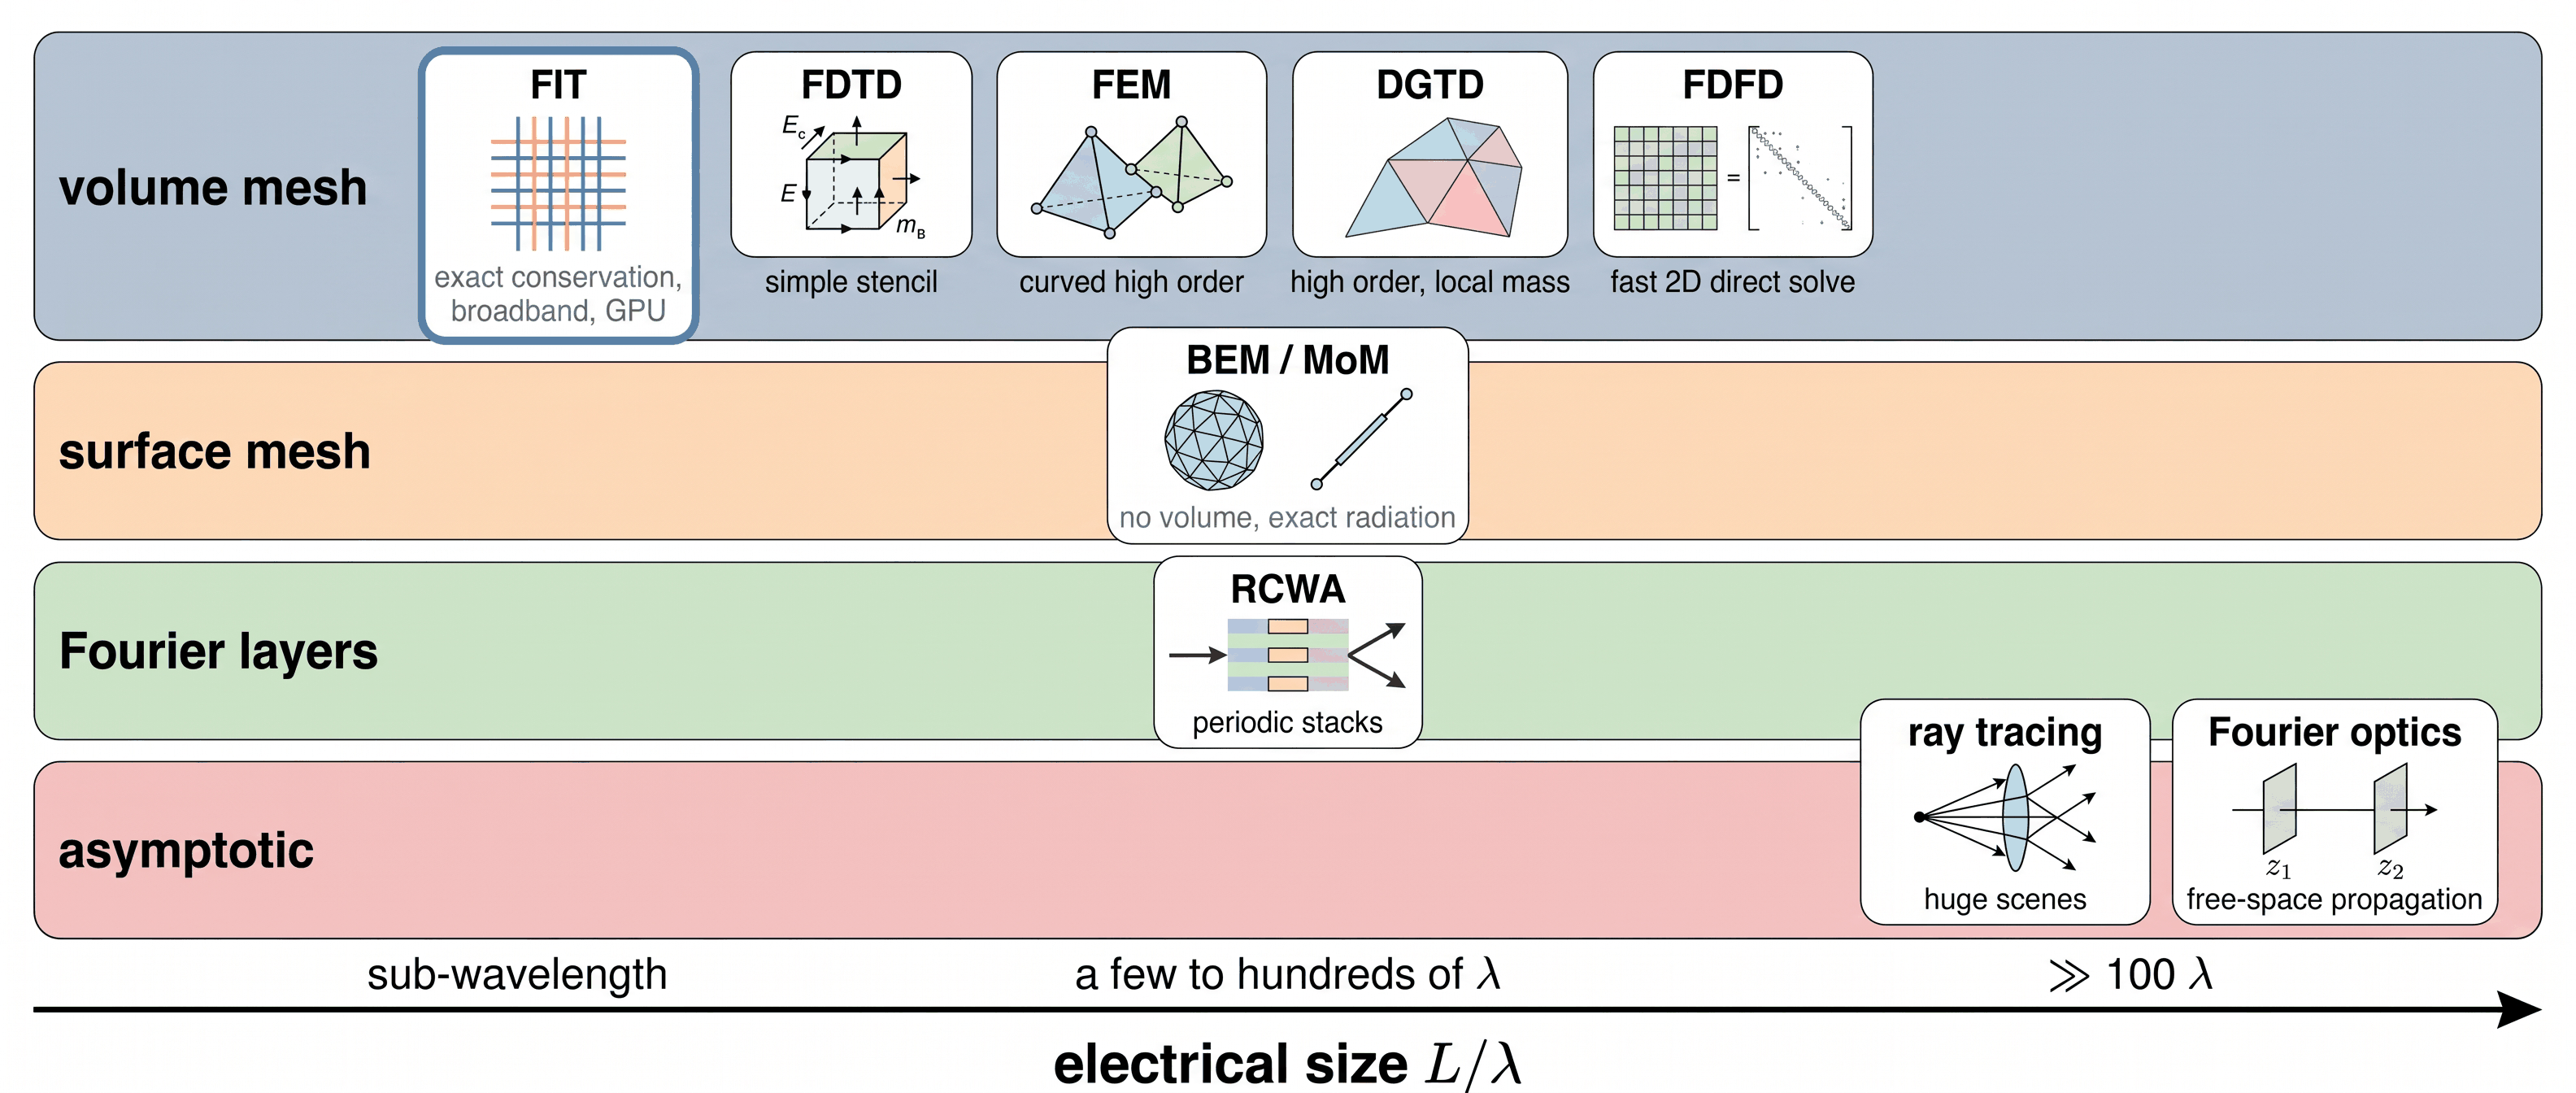 volume mesh
FIT
exact conservation,
broadband, GPU
FDTD
E_c
E
m_B
simple stencil
FEM
curved high order
DGTD
high order, local mass
FDFD
=
fast 2D direct solve
surface mesh
BEM / MoM
no volume, exact radiation
Fourier layers
RCWA
periodic stacks
asymptotic
ray tracing
huge scenes
Fourier optics
z₁ z₂
free-space propagation
sub-wavelength
a few to hundreds of λ
≫ 100 λ
electrical size L/λ